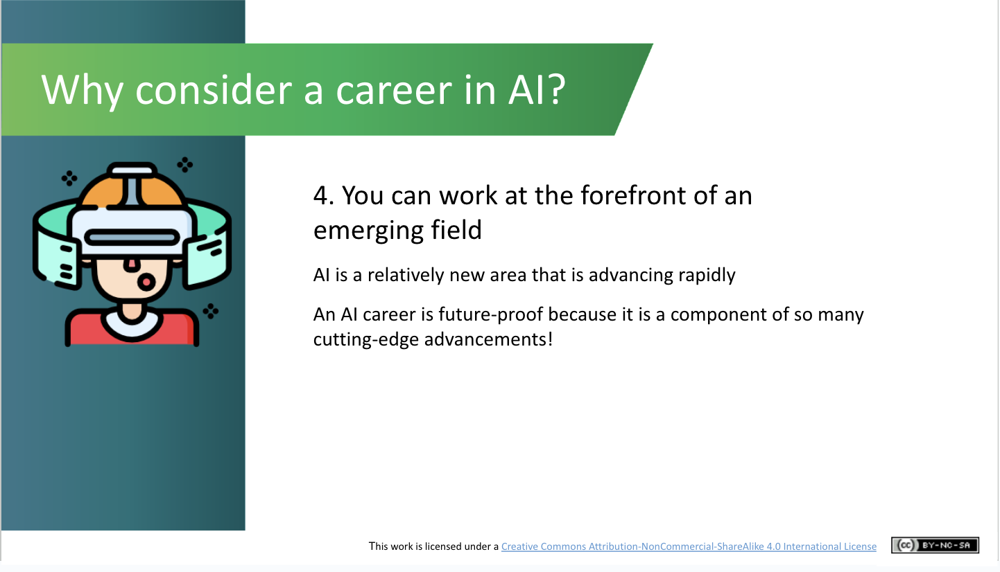 Why consider a career in AI?
4. You can work at the forefront of an
emerging field
AI is a relatively new area that is advancing rapidly
An AI career is future-proof because it is a component of so many
cutting-edge advancements!
This work is licensed under a Creative Commons Attribution-NonCommercial-ShareAlike 4.0 International License
cc BY-NC-SA